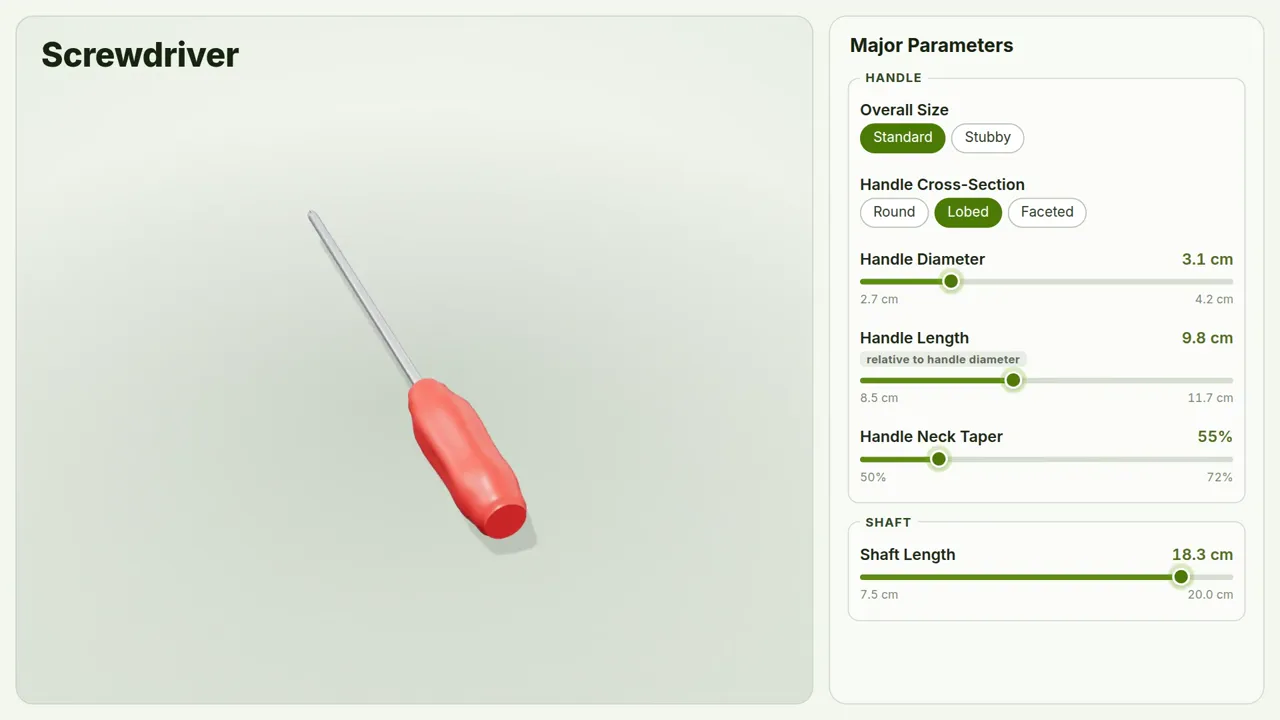 Screwdriver
Major Parameters
HANDLE
Overall Size
Standard Stubby
Handle Cross-Section
Round Lobed Faceted
Handle Diameter 3.1 cm
2.7 cm 4.2 cm
Handle Length 9.8 cm
relative to handle diameter
8.5 cm 11.7 cm
Handle Neck Taper 55%
50% 72%
SHAFT
Shaft Length 18.3 cm
7.5 cm 20.0 cm